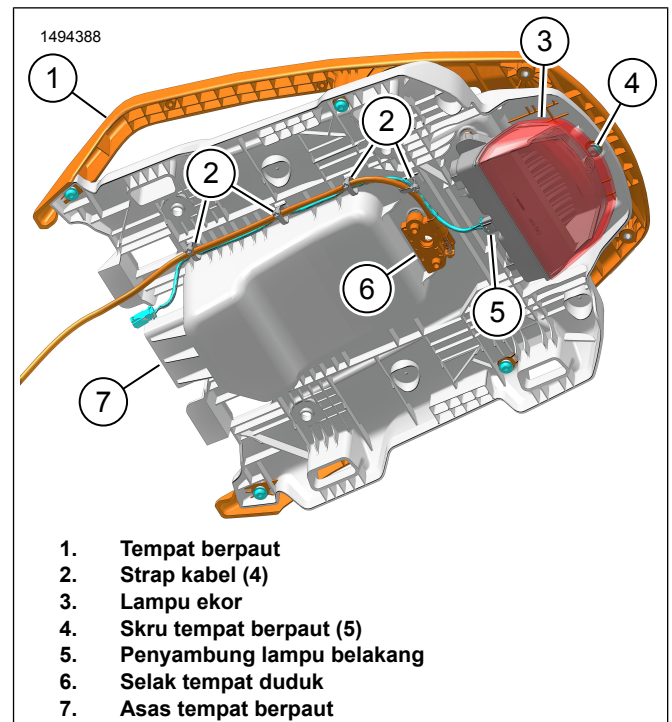 1494388
1
2
2
3
4
5
6
7
1. Tempat berpaut
2. Strap kabel (4)
3. Lampu ekor
4. Skru tempat berpaut (5)
5. Penyambung lampu belakang
6. Selak tempat duduk
7. Asas tempat berpaut